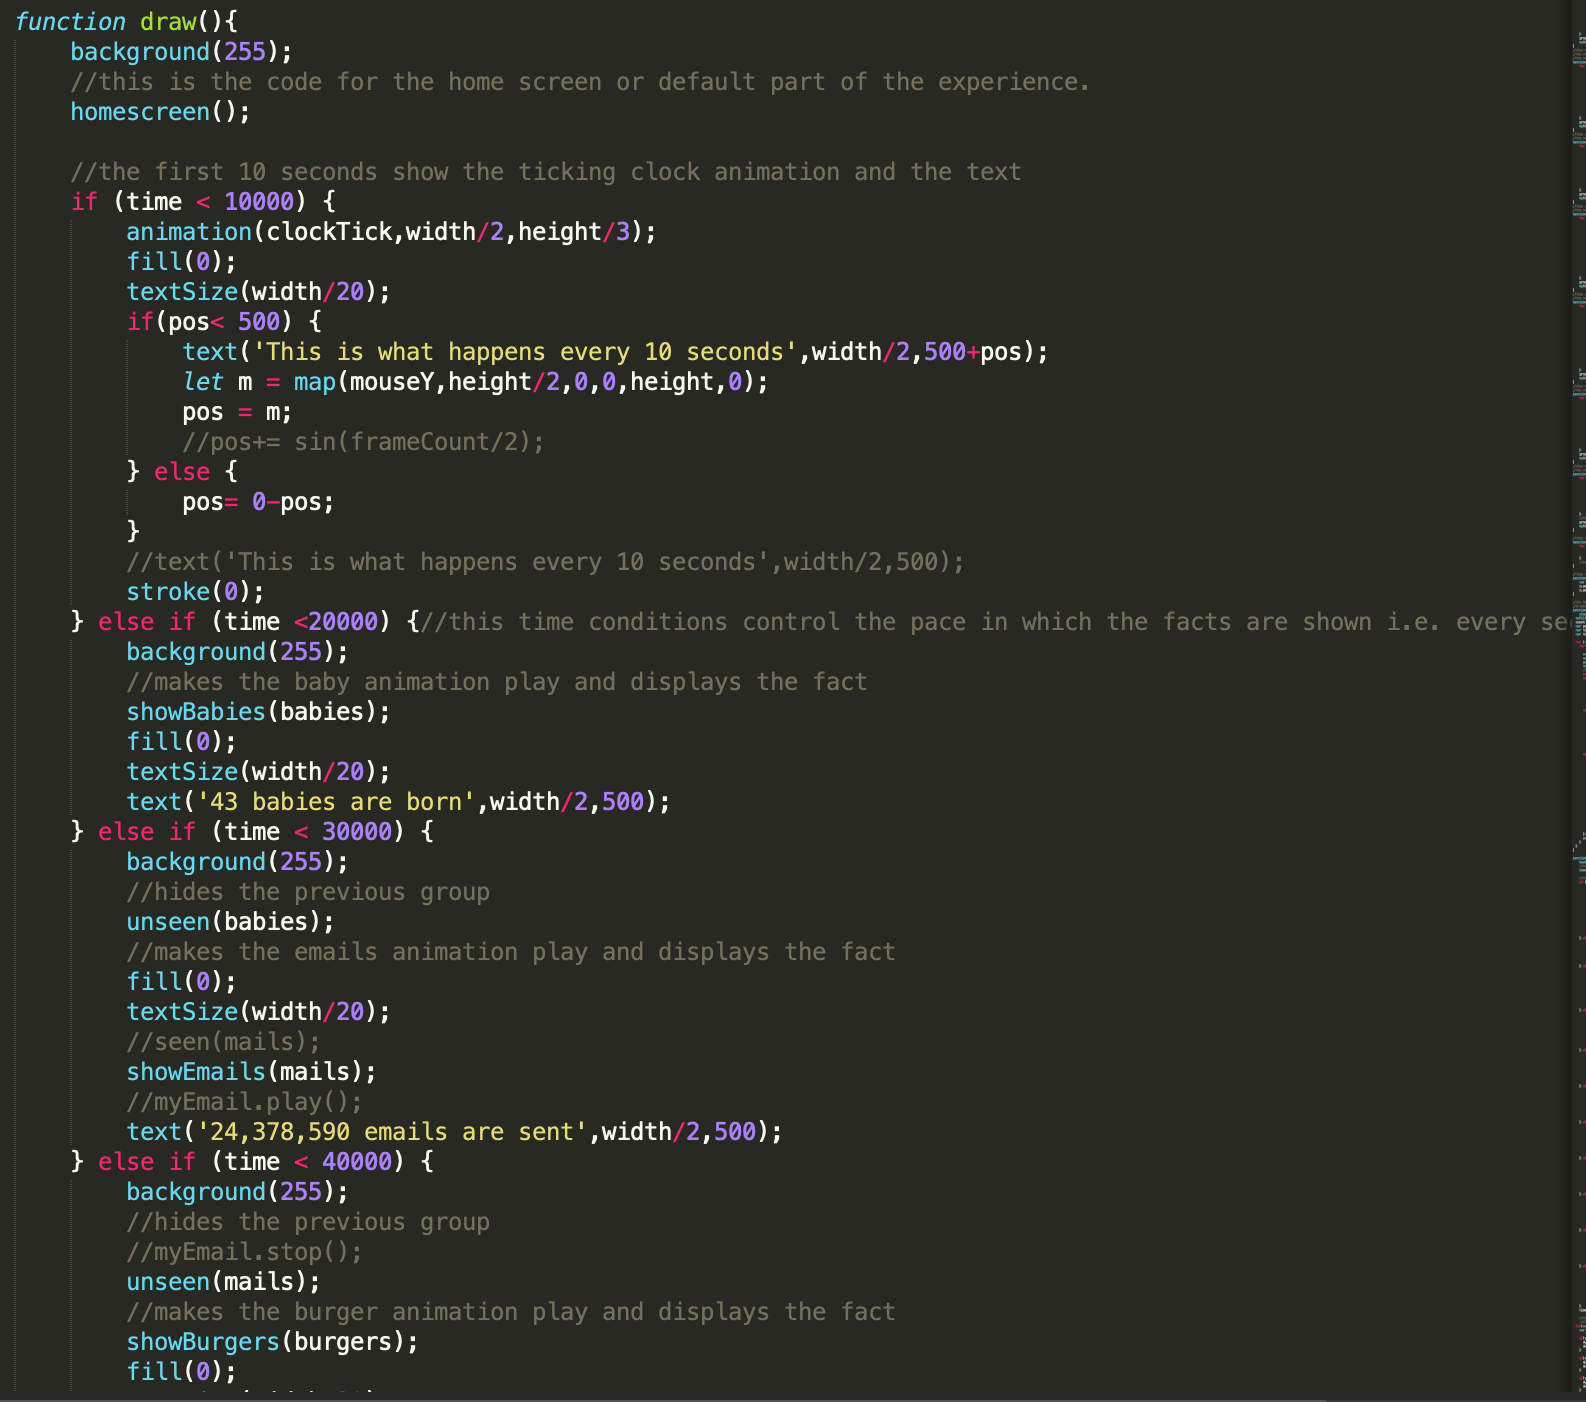 function draw(){
    background(255);
    //this is the code for the home screen or default part of the experience.
    homescreen();

    //the first 10 seconds show the ticking clock animation and the text
    if (time < 10000) {
        animation(clockTick,width/2,height/3);
        fill(0);
        textSize(width/20);
        if(pos< 500) {
            text('This is what happens every 10 seconds',width/2,500+pos);
            let m = map(mouseY,height/2,0,0,height,0);
            pos = m;
            //pos+= sin(frameCount/2);
        } else {
            pos= 0-pos;
        }
        //text('This is what happens every 10 seconds',width/2,500);
        stroke(0);
    } else if (time <20000) {//this time conditions control the pace in which the facts are shown i.e. every
        background(255);
        //makes the baby animation play and displays the fact
        showBabies(babies);
        fill(0);
        textSize(width/20);
        text('43 babies are born',width/2,500);
    } else if (time < 30000) {
        background(255);
        //hides the previous group
        unseen(babies);
        //makes the emails animation play and displays the fact
        fill(0);
        textSize(width/20);
        //seen(mails);
        showEmails(mails);
        //myEmail.play();
        text('24,378,590 emails are sent',width/2,500);
    } else if (time < 40000) {
        background(255);
        //hides the previous group
        //myEmail.stop();
        unseen(mails);
        //makes the burger animation play and displays the fact
        showBurgers(burgers);
        fill(0);